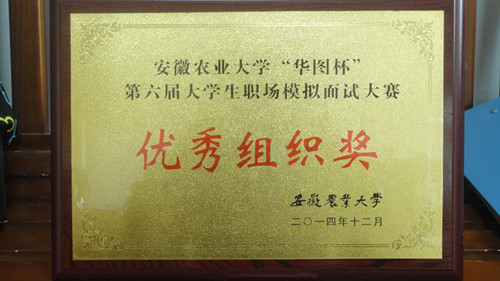 安徽农业大学“华图杯”
第六届大学生职场模拟面试大赛
优秀组织奖
安徽农业大学
二〇一四年十二月